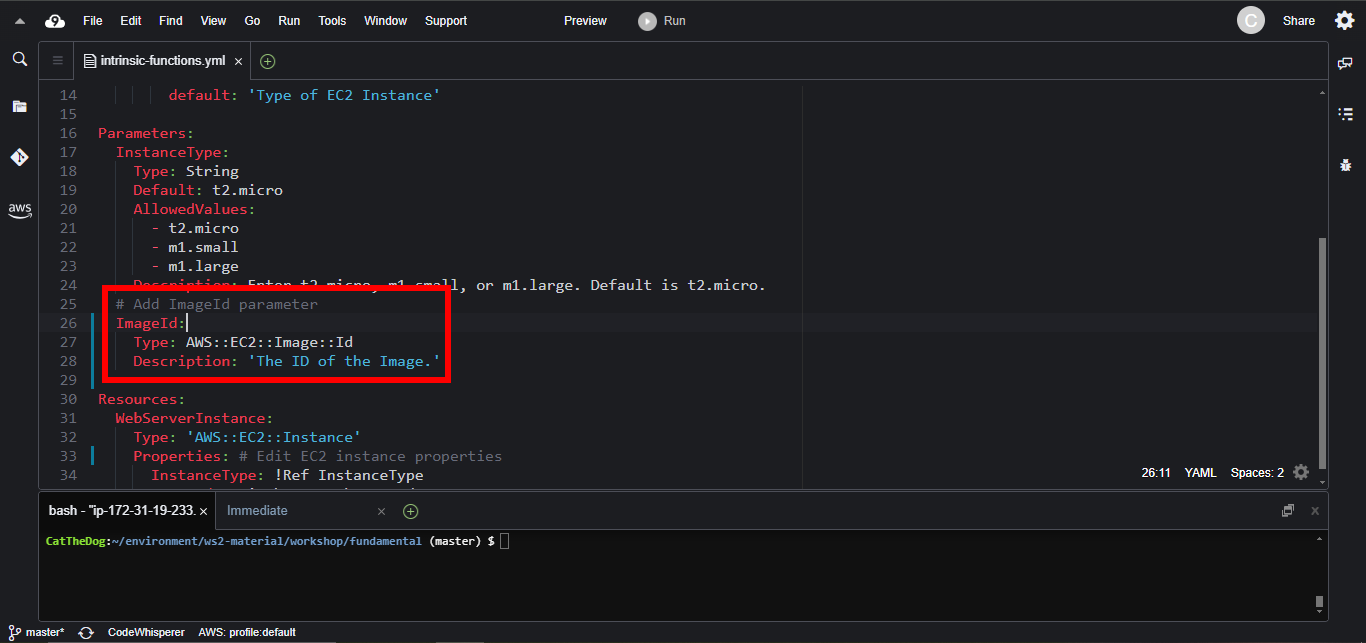 File Edit Find View Go Run Tools Window Support Preview Run C Share
intrinsic-functions.yml
14 default: 'Type of EC2 Instance'
15
16 Parameters:
17 InstanceType:
18 Type: String
19 Default: t2.micro
20 AllowedValues:
21 - t2.micro
22 - m1.small
23 - m1.large
24 Description: Enter t2.micro, m1.small, or m1.large. Default is t2.micro.
25 # Add ImageId parameter
26 ImageId:
27 Type: AWS::EC2::Image::Id
28 Description: 'The ID of the Image.'
29
30 Resources:
31 WebServerInstance:
32 Type: 'AWS::EC2::Instance'
33 Properties: # Edit EC2 instance properties
34 InstanceType: !Ref InstanceType
aws
26:11 YAML Spaces: 2
bash - "ip-172-31-19-233. Immediate
CatTheDog:~/environment/ws2-material/workshop/fundamental (master) $
master* CodeWhisperer AWS: profile:default